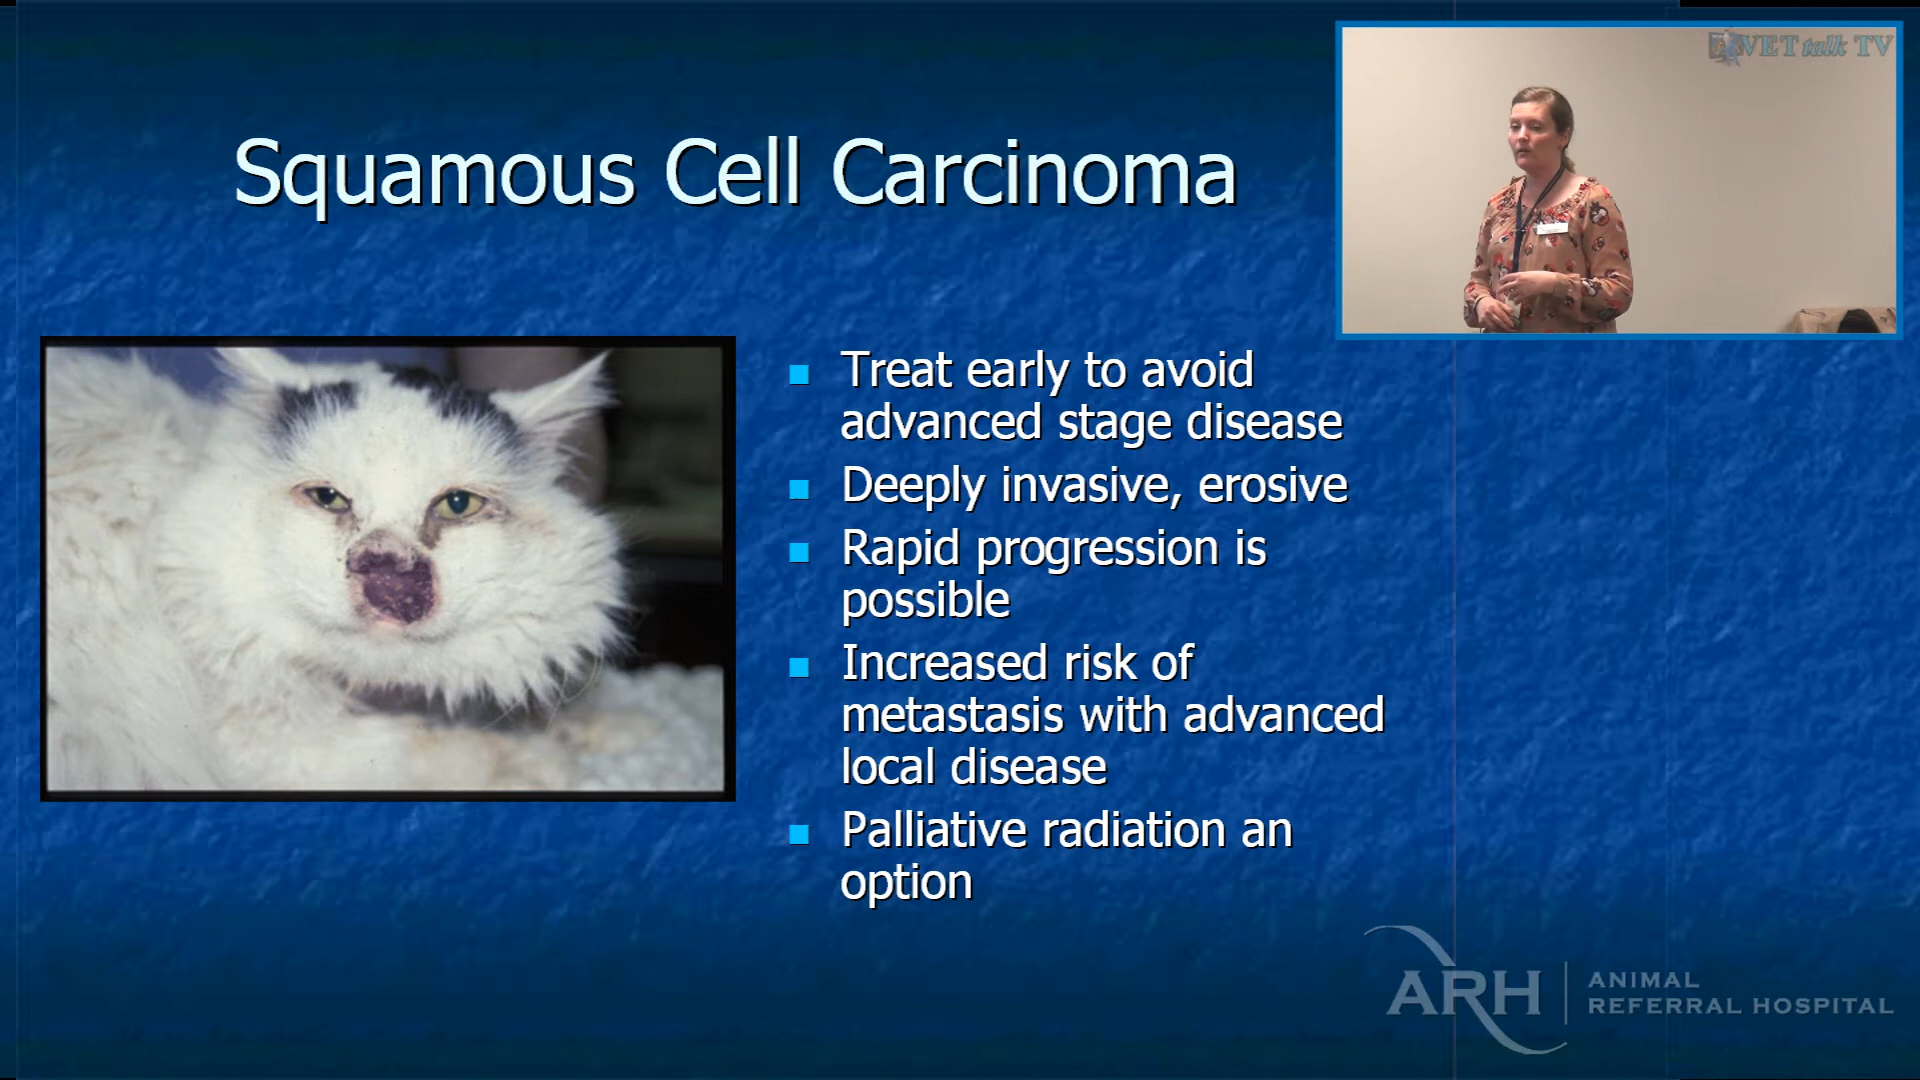 VET talk TV
Squamous Cell Carcinoma
Treat early to avoid
advanced stage disease
Deeply invasive, erosive
Rapid progression is
possible
Increased risk of
metastasis with advanced
local disease
Palliative radiation an
option
ARH
ANIMAL
REFERRAL HOSPITAL